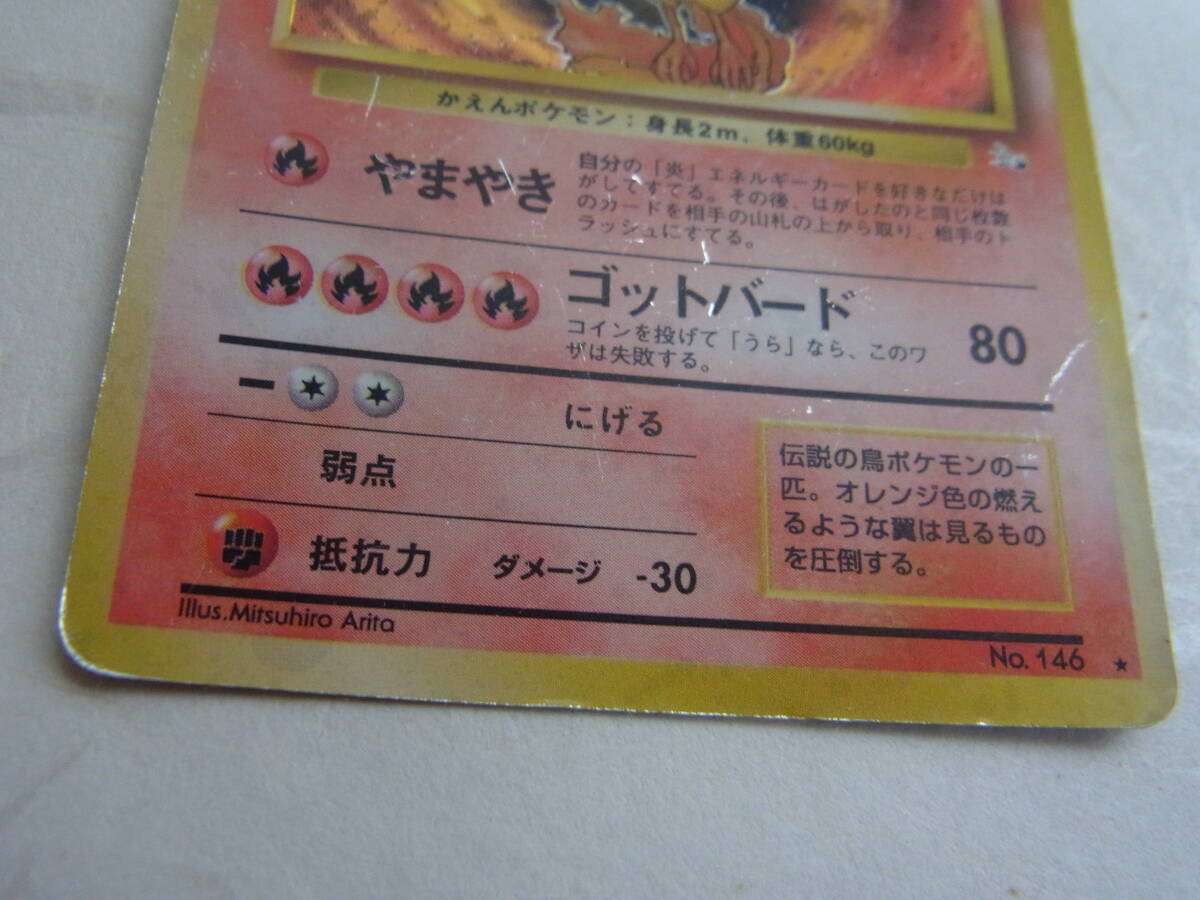 かえんポケモン：身長2m、体重60kg
やまやき
自分の「炎」エネルギーカードを好きなだけは
がしてすてる。その後、はがしたのと同じ枚数
のカードを相手の山札の上から取り、相手のト
ラッシュにすてる。
ゴットバード
コインを投げて「うら」なら、このワ
ザは失敗する。
80
にげる
弱点
抵抗力 ダメージ -30
伝説の鳥ポケモンの一
匹。オレンジ色の燃え
るような翼は見るもの
を圧倒する。
Illus.Mitsuhiro Arita
No. 146 ★